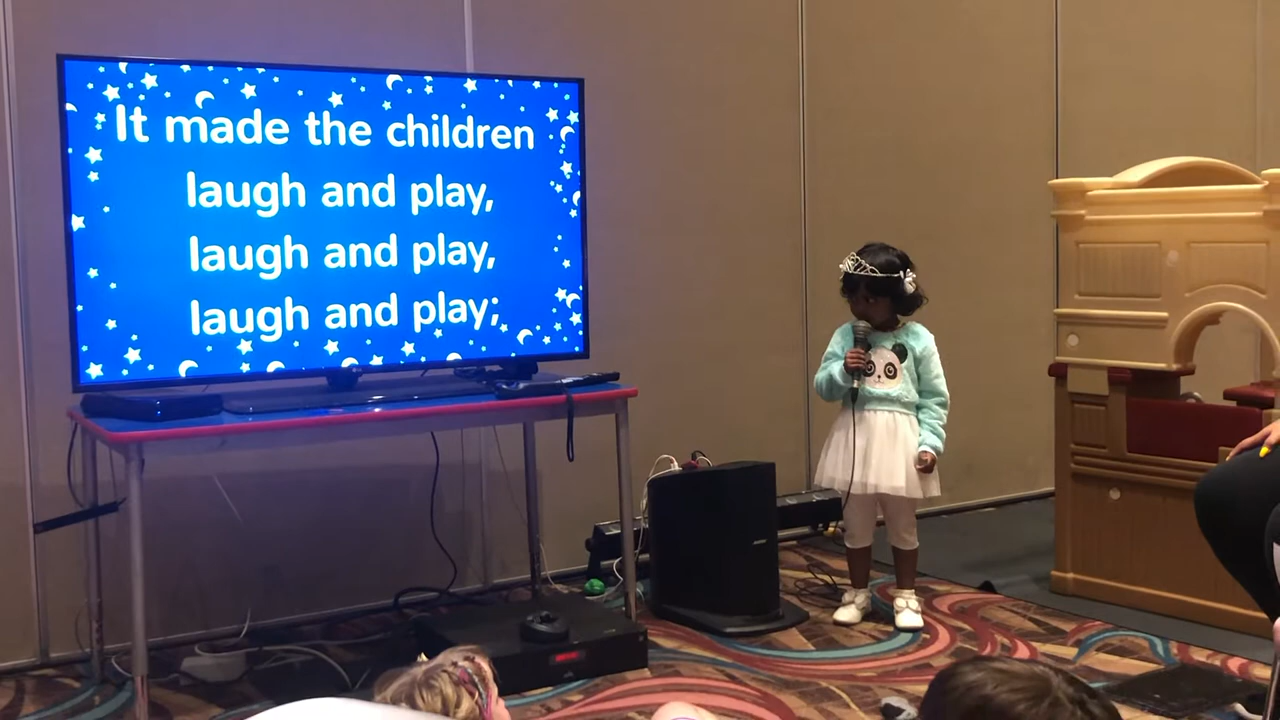 It made the children
laugh and play,
laugh and play,
laugh and play;